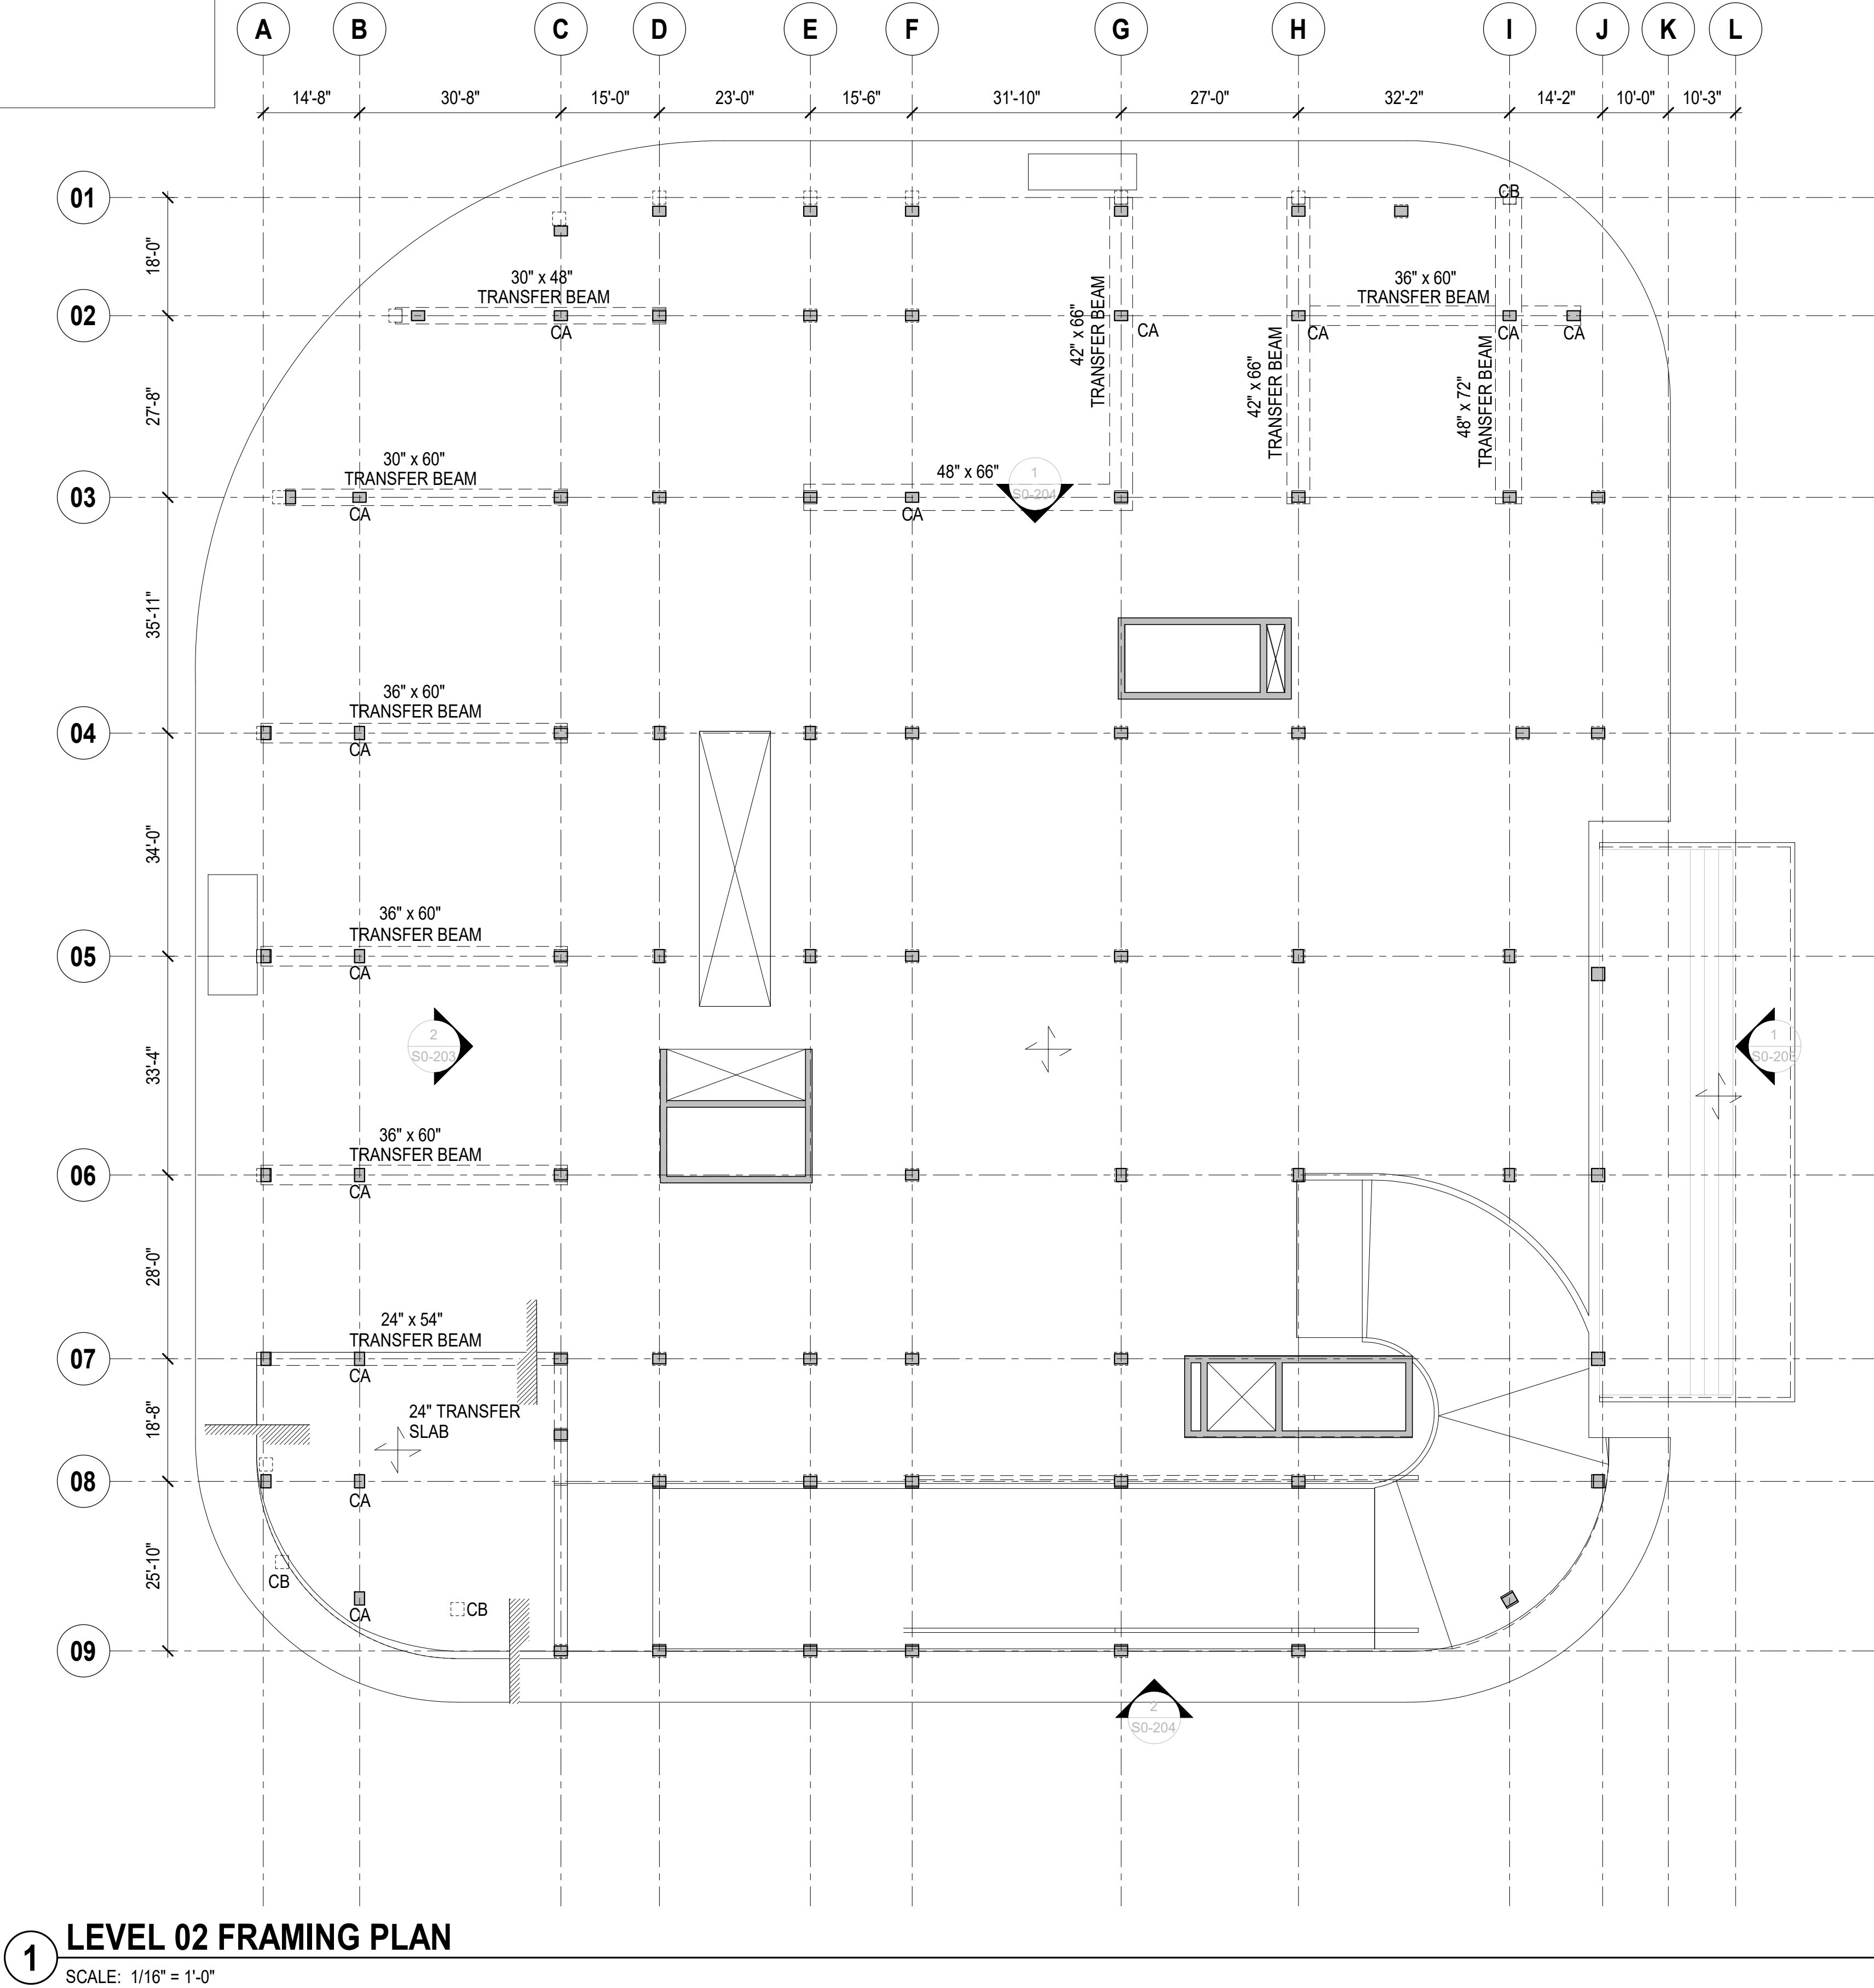 A B C D E F G H I J K L
14'-8" 30'-8" 15'-0" 23'-0" 15'-6" 31'-10" 27'-0" 32'-2" 14'-2" 10'-0" 10'-3"
01
CB
18'-0"
30" x 48"
TRANSFER BEAM
36" x 60"
TRANSFER BEAM
02
CA
CA
CA
CA
CA
42" x 66"
TRANSFER BEAM
42" x 66"
TRANSFER BEAM
48" x 72"
TRANSFER BEAM
27'-8"
30" x 60"
TRANSFER BEAM
48" x 66"
1
S0-204
03
CA
CA
35'-11"
36" x 60"
TRANSFER BEAM
04
CA
34'-0"
36" x 60"
TRANSFER BEAM
05
CA
2
S0-203
1
S0-205
33'-4"
36" x 60"
TRANSFER BEAM
06
CA
28'-0"
24" x 54"
TRANSFER BEAM
07
CA
18'-8"
24" TRANSFER
SLAB
08
CA
25'-10"
CB
CB
CA
09
2
S0-204
1
LEVEL 02 FRAMING PLAN
SCALE: 1/16" = 1'-0"